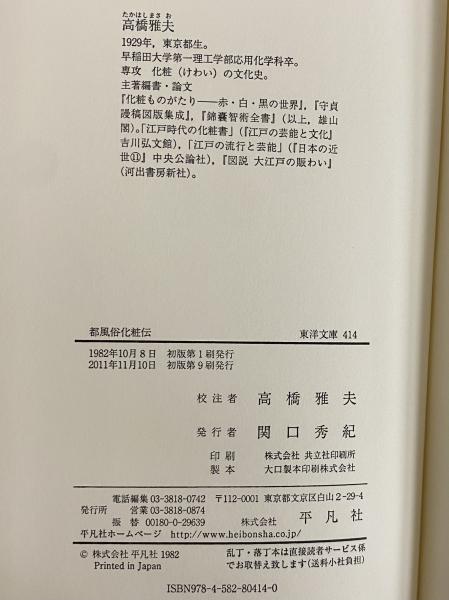 たかはしまさ お
高橋雅夫
1929年，東京都生。
早稲田大学第一理工学部応用化学科卒。
専攻 化粧（けわい）の文化史。
主著編書・論文
『化粧ものがたり――赤・白・黒の世界』，『守貞
謾稿図版集成』，『錦嚢智術全書』（以上，雄山
閣）。「江戸時代の化粧書」（『江戸の芸能と文化』
吉川弘文館），「江戸の流行と芸能」（『日本の近
世⑪』中央公論社），『図説 大江戸の賑わい』
（河出書房新社）。
都風俗化粧伝 東洋文庫 414
1982年10月8日 初版第1刷発行
2011年11月10日 初版第9刷発行
校注者 高橋雅夫
発行者 関口秀紀
印刷 株式会社 共立社印刷所
製本 大口製本印刷株式会社
電話編集 03-3818-0742 〒112-0001 東京都文京区白山2-29-4
発行所 営業 03-3818-0874
振替 00180-0-29639 株式会社 平凡社
平凡社ホームページ http://www.heibonsha.co.jp/
© 株式会社 平凡社 1982 乱丁・落丁本は直接読者サービス係
Printed in Japan でお取替え致します（送料小社負担）
ISBN978-4-582-80414-0